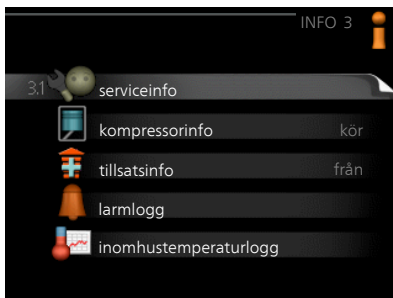 INFO 3
3.1 serviceinfo
kompressorinfo kör
tillsatsinfo från
larmlogg
inomhustemperaturlogg